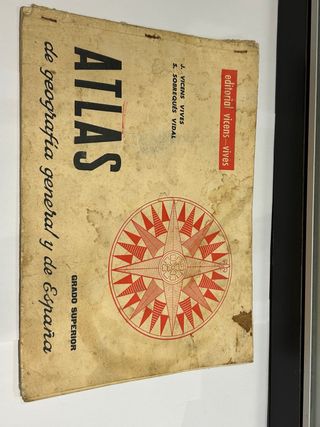 J. VICENS VIVES
S. SOBREQUÉS VIDAL
editorial vicens-vives
ATLAS
de geografía general y de España
GRADO SUPERIOR